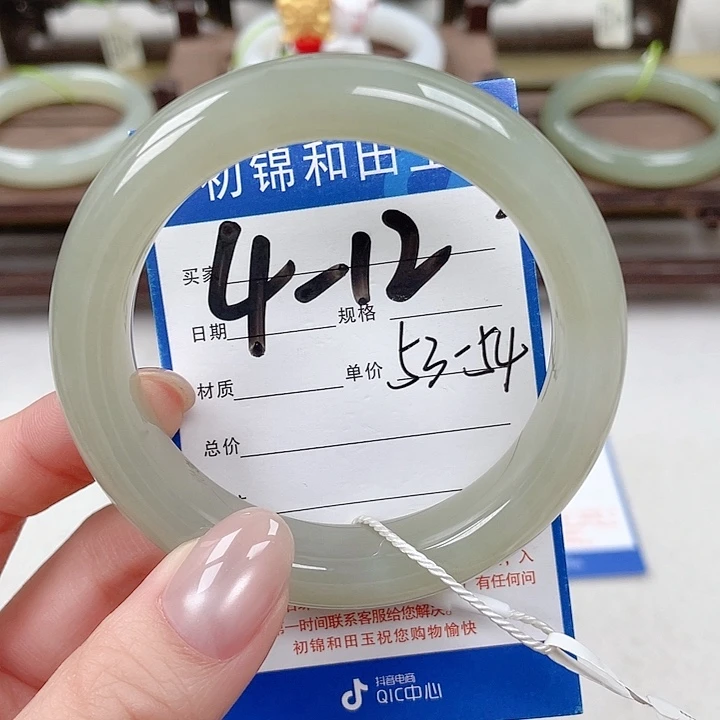 初锦和田玉
4-12
买家
日期 规格
材质 单价 53-54
总价
，入
有任何问
一时间联系客服给您解决。
初锦和田玉祝您购物愉快
抖音电商
QIC中心